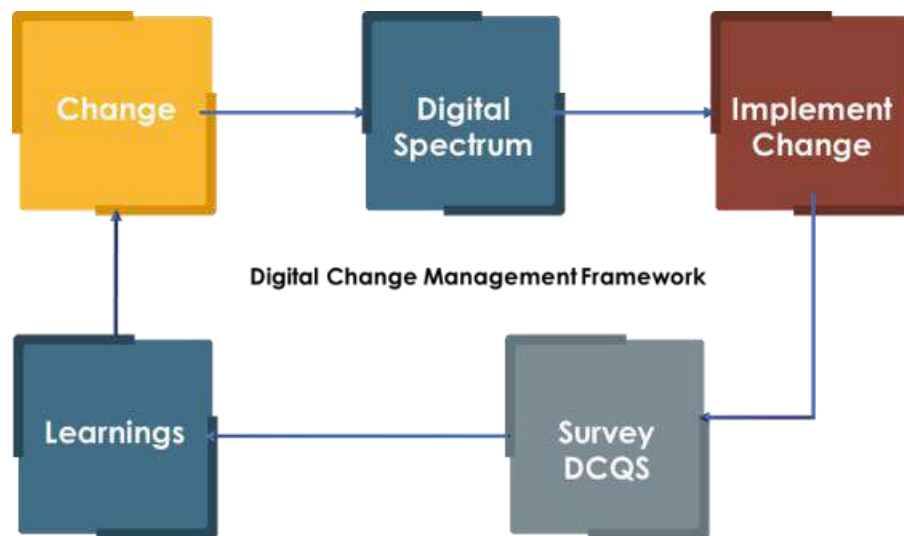 Change
Digital
Spectrum
Implement
Change
Digital Change Management Framework
Learnings
Survey
DCQS